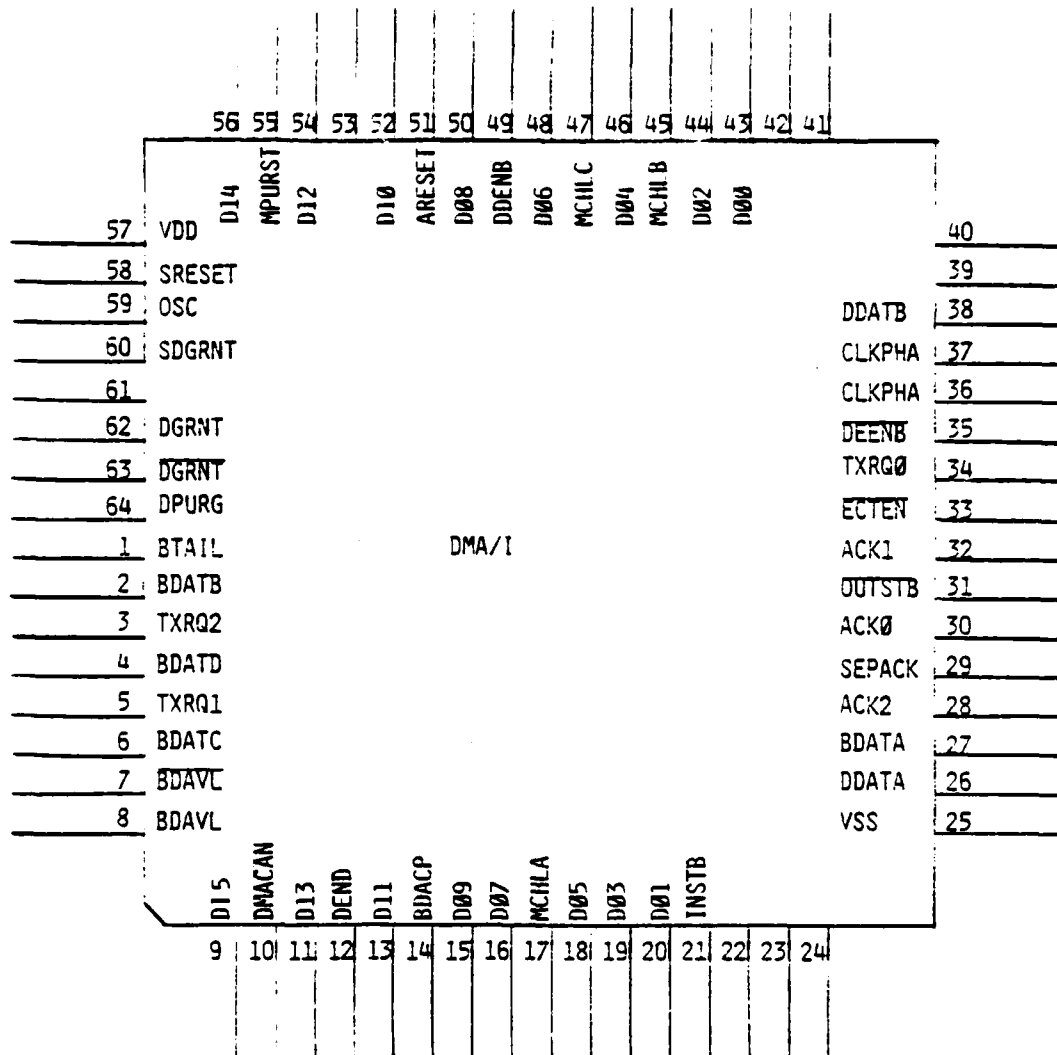 56 55 54 53 52 51 50 49 48 47 46 45 44 43 42 41
D14 MPURST D12 D10 ARESET D08 DDENB D06 MCHLC D04 MCHLB D02 D00
57 VDD 40
58 SRESET 39
59 OSC DDATB 38
60 SDGRNT CLKPHA 37
61 CLKPHA 36
62 DGRNT D̅E̅E̅N̅B̅ 35
63 D̅G̅R̅N̅T̅ TXRQ0 34
64 DPURG E̅C̅T̅E̅N̅ 33
1 BTAIL DMA/I ACK1 32
2 BDATB O̅U̅T̅S̅T̅B̅ 31
3 TXRQ2 ACK0 30
4 BDATD SEPACK 29
5 TXRQ1 ACK2 28
6 BDATC BDATA 27
7 B̅D̅A̅V̅L̅ DDATA 26
8 BDAVL VSS 25
D15 DMACAN D13 DEND D11 BDACP D09 D07 MCHLA D05 D03 D01 INSTB
9 10 11 12 13 14 15 16 17 18 19 20 21 22 23 24